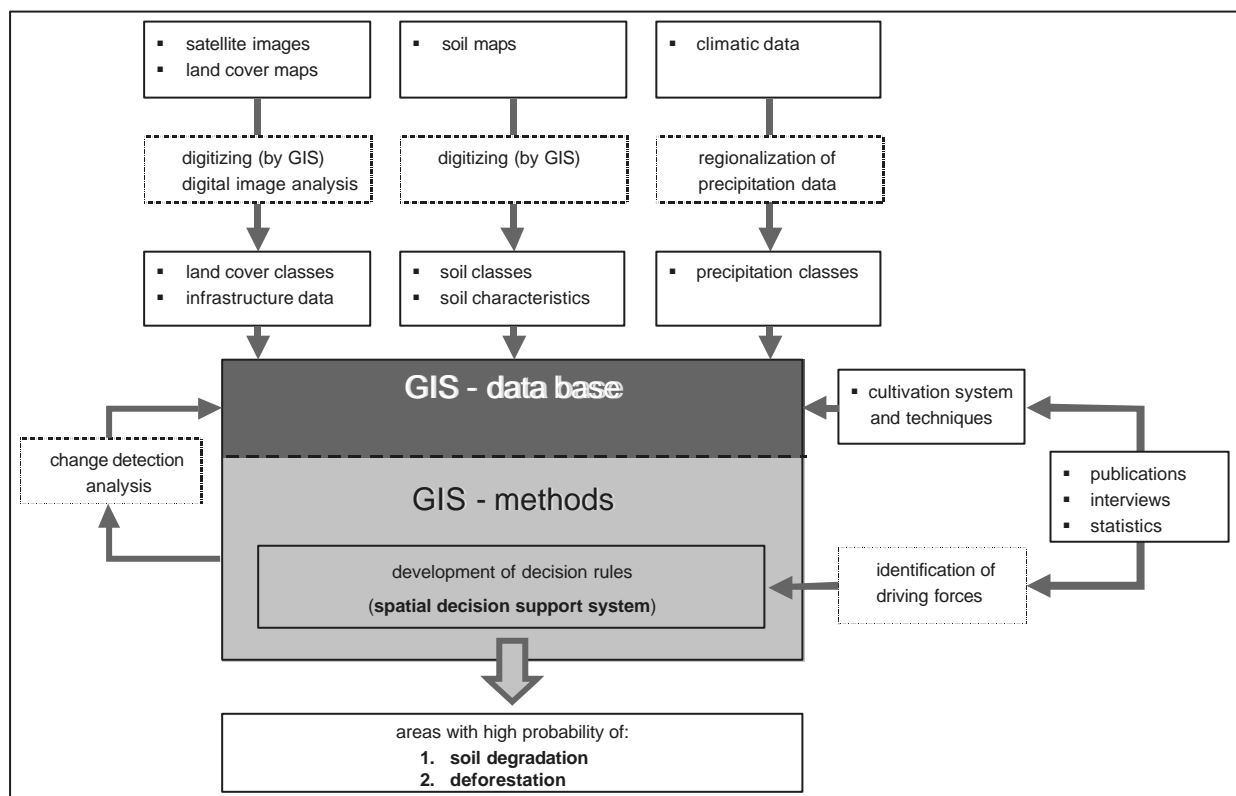 ▪ satellite images
▪ land cover maps
▪ soil maps
▪ climatic data
digitizing (by GIS)
digital image analysis
digitizing (by GIS)
regionalization of
precipitation data
▪ land cover classes
▪ infrastructure data
▪ soil classes
▪ soil characteristics
▪ precipitation classes
GIS - data base
▪ cultivation system
and techniques
change detection
analysis
▪ publications
▪ interviews
▪ statistics
GIS - methods
development of decision rules
(spatial decision support system)
identification of
driving forces
areas with high probability of:
1. soil degradation
2. deforestation